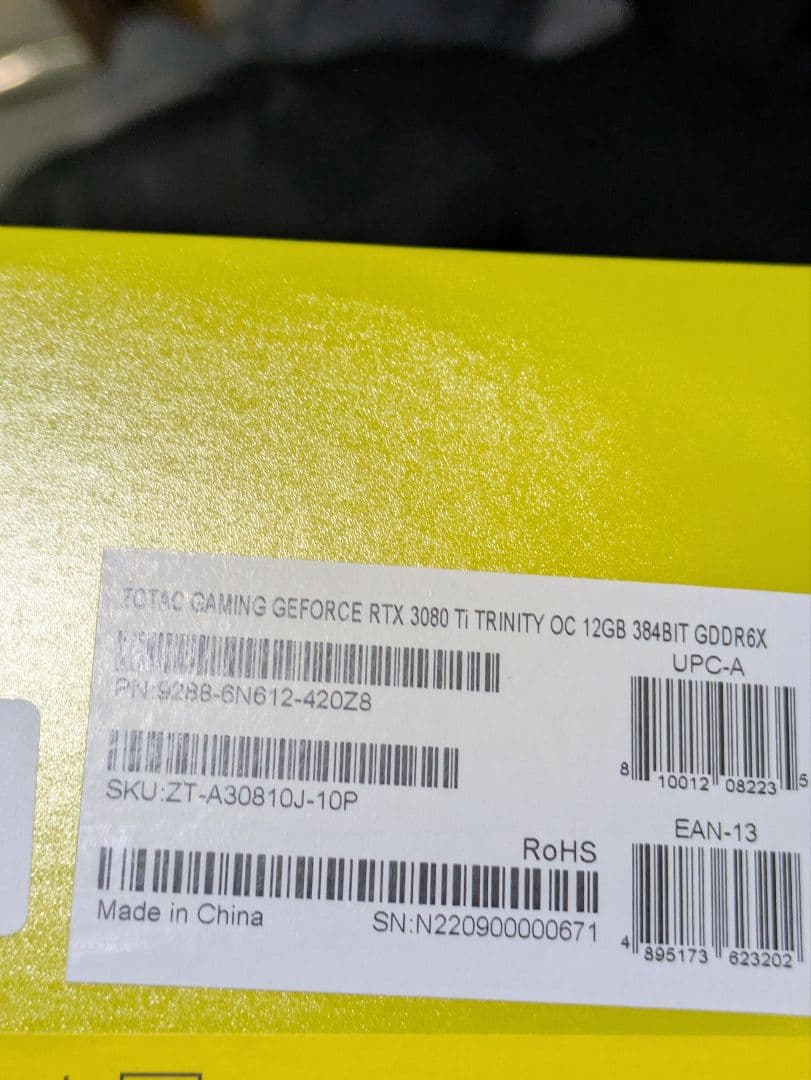 ZOTAC GAMING GEFORCE RTX 3080 Ti TRINITY OC 12GB 384BIT GDDR6X
PN:9288-6N612-420Z8
SKU:ZT-A30810J-10P
UPC-A
8 10012 08223 5
RoHS
Made in China
SN:N220900000671
EAN-13
4 895173 623202